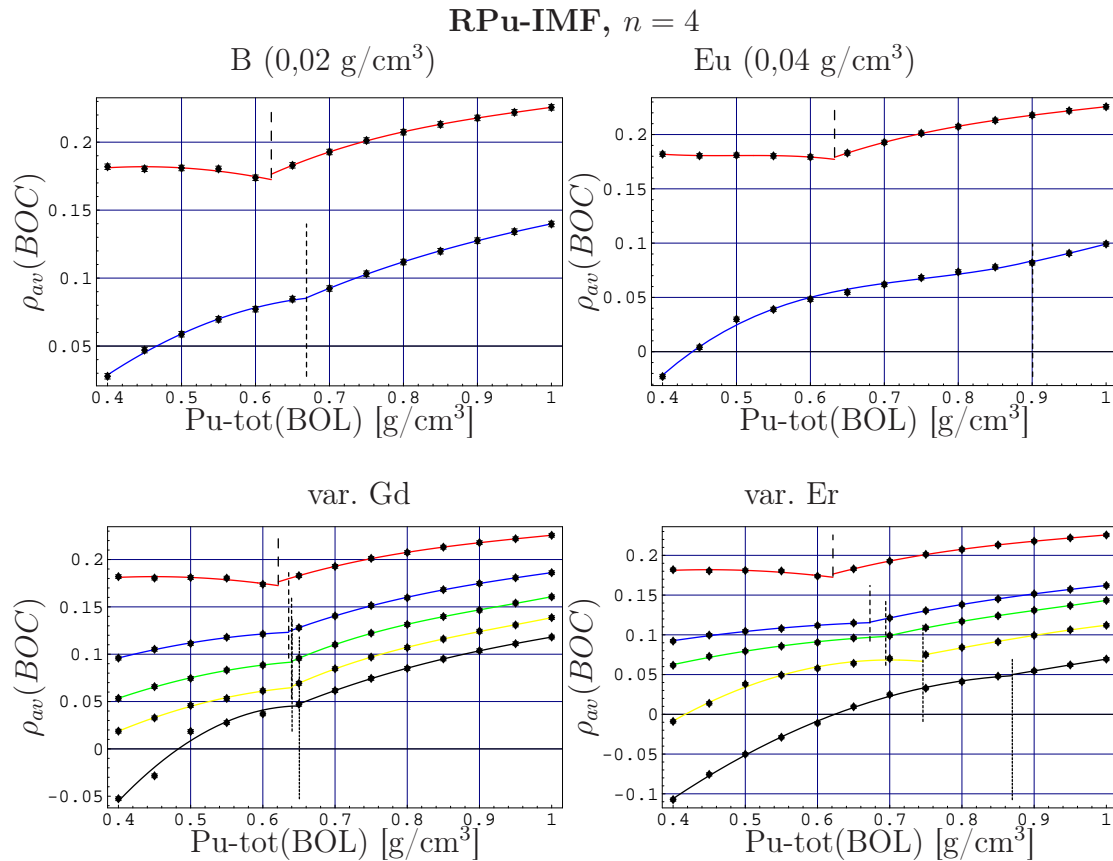 RPu-IMF, n = 4
B (0,02 g/cm³)
0.2
0.15
0.1
0.05
0.4 0.5 0.6 0.7 0.8 0.9 1
ρav(BOC)
Pu-tot(BOL) [g/cm³]
Eu (0,04 g/cm³)
0.2
0.15
0.1
0.05
0
0.4 0.5 0.6 0.7 0.8 0.9 1
ρav(BOC)
Pu-tot(BOL) [g/cm³]
var. Gd
0.2
0.15
0.1
0.05
0
-0.05
0.4 0.5 0.6 0.7 0.8 0.9 1
ρav(BOC)
Pu-tot(BOL) [g/cm³]
var. Er
0.2
0.15
0.1
0.05
0
-0.05
-0.1
0.4 0.5 0.6 0.7 0.8 0.9 1
ρav(BOC)
Pu-tot(BOL) [g/cm³]